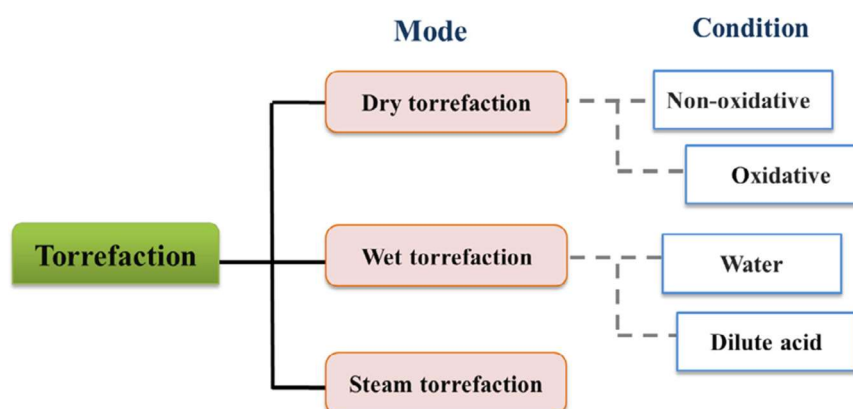 Mode
Condition
Dry torrefaction
Non-oxidative
Oxidative
Torrefaction
Wet torrefaction
Water
Dilute acid
Steam torrefaction